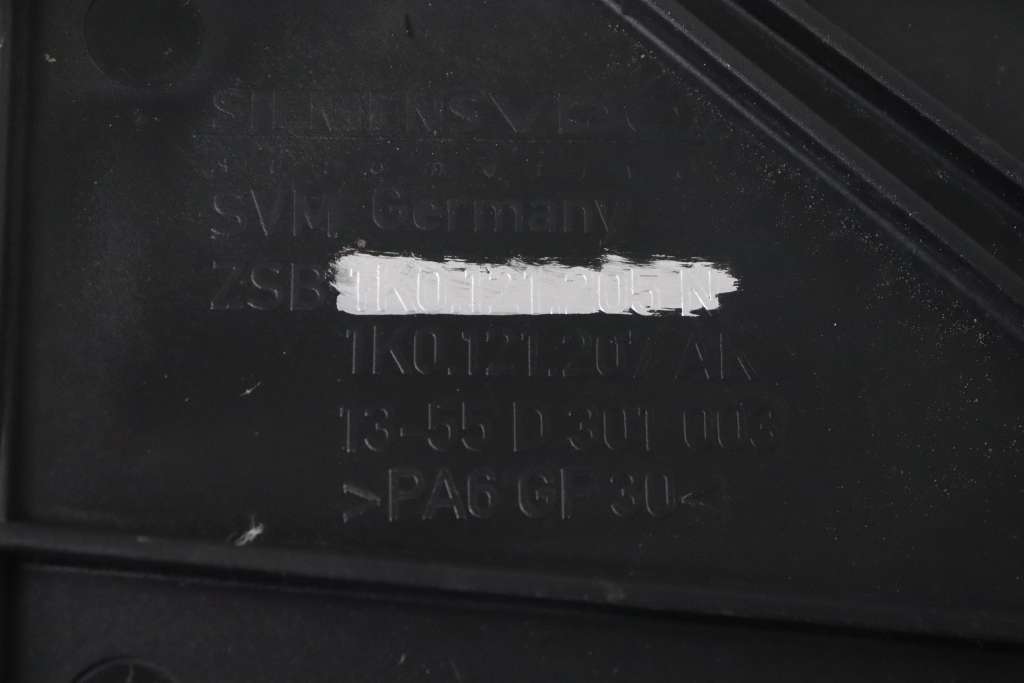 SIEMENS VDO
SVM Germany
ZSB 1K0.121.205 N
1K0.121.207 AK
13-55 D 301 003
>PA6 GF 30<